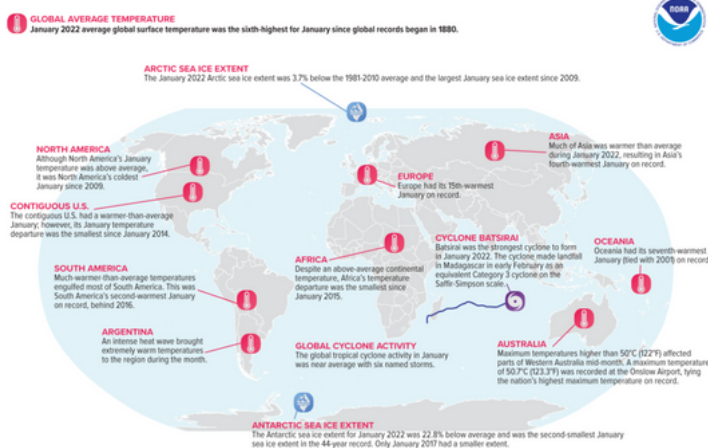 GLOBAL AVERAGE TEMPERATURE
January 2022 average global surface temperature was the sixth-highest for January since global records began in 1880.
NOAA
ARCTIC SEA ICE EXTENT
The January 2022 Arctic sea ice extent was 3.7% below the 1981-2010 average and the largest January sea ice extent since 2009.
NORTH AMERICA
Although North America's January
temperature was above average,
it was North America's coldest
January since 2009.
ASIA
Much of Asia was warmer than average
during January 2022, resulting in Asia's
fourth-warmest January on record.
EUROPE
Europe had its 15th-warmest
January on record.
CONTIGUOUS U.S.
The contiguous U.S. had a warmer-than-average
January; however, its January temperature
departure was the smallest since January 2014.
CYCLONE BATSIRAI
Batsirai was the strongest cyclone to form
in January 2022. The cyclone made landfall
in Madagascar in early February as an
equivalent Category 3 cyclone on the
Saffir-Simpson scale.
OCEANIA
Oceania had its seventh-warmest
January (tied with 2001) on record
AFRICA
Despite an above-average continental
temperature, Africa's temperature
departure was the smallest since
January 2015.
SOUTH AMERICA
Much-warmer-than-average temperatures
engulfed most of South America. This was
South America's second-warmest January
on record, behind 2016.
ARGENTINA
An intense heat wave brought
extremely warm temperatures
to the region during the month.
GLOBAL CYCLONE ACTIVITY
The global tropical cyclone activity in January
was near average with six named storms.
AUSTRALIA
Maximum temperatures higher than 50°C (122°F) affected
parts of Western Australia mid-month. A maximum temperature
of 50.7°C (123.3°F) was recorded at the Onslow Airport, tying
the nation's highest maximum temperature on record.
ANTARCTIC SEA ICE EXTENT
The Antarctic sea ice extent for January 2022 was 22.8% below average and was the second-smallest January
sea ice extent in the 44-year record. Only January 2017 had a smaller extent.